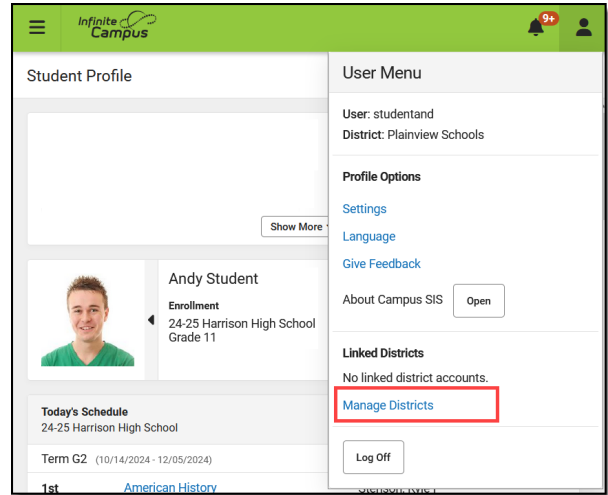 Infinite
Campus
9+
Student Profile
Show More
Andy Student
Enrollment
24-25 Harrison High School
Grade 11
Today's Schedule
24-25 Harrison High School
Term G2 (10/14/2024 - 12/05/2024)
1st American History
User Menu
User: studentand
District: Plainview Schools
Profile Options
Settings
Language
Give Feedback
About Campus SIS Open
Linked Districts
No linked district accounts.
Manage Districts
Log Off